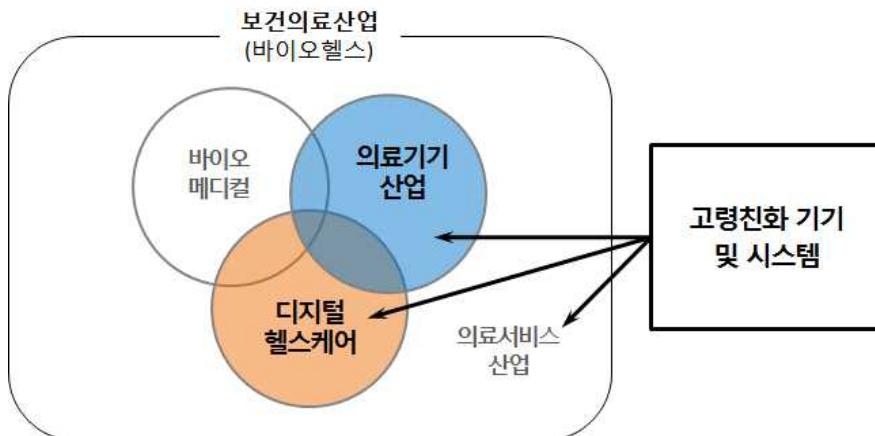 보건의료산업
(바이오헬스)
바이오
메디컬
의료기기
산업
고령친화 기기
및 시스템
디지털
헬스케어
의료서비스
산업